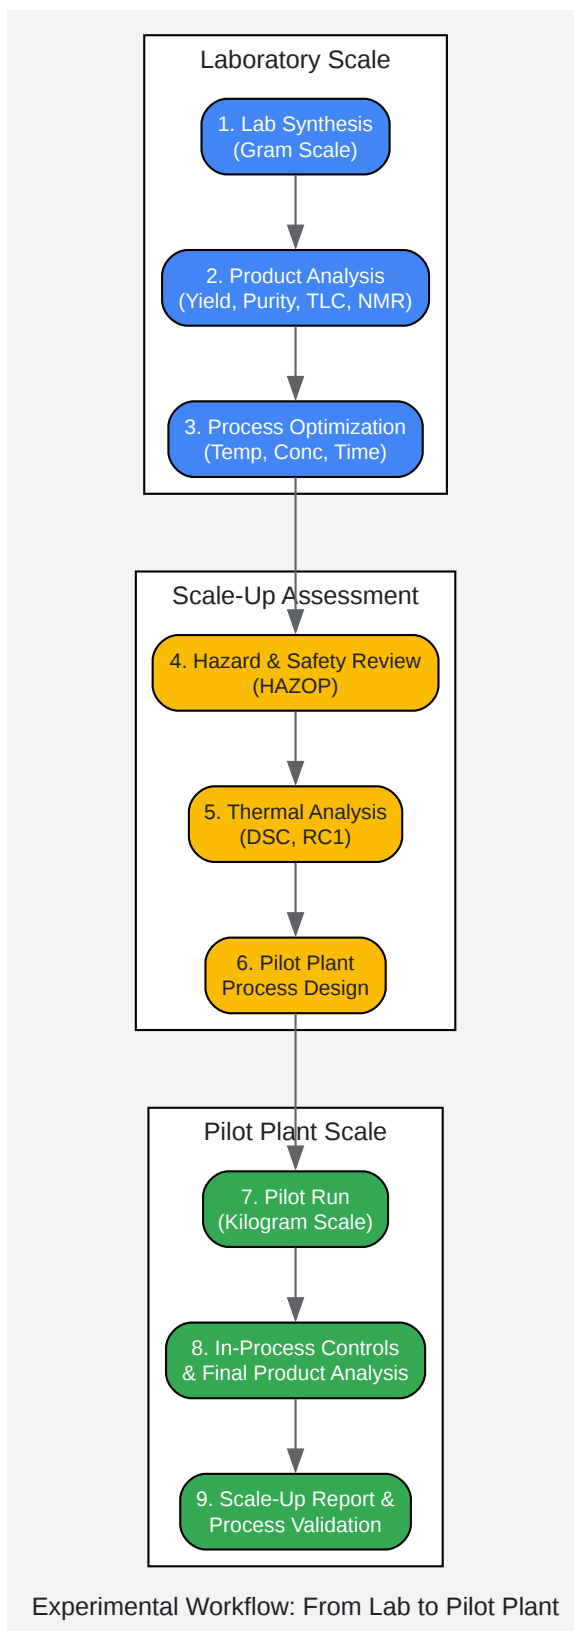 Laboratory Scale
1. Lab Synthesis
(Gram Scale)
2. Product Analysis
(Yield, Purity, TLC, NMR)
3. Process Optimization
(Temp, Conc, Time)
Scale-Up Assessment
4. Hazard & Safety Review
(HAZOP)
5. Thermal Analysis
(DSC, RC1)
6. Pilot Plant
Process Design
Pilot Plant Scale
7. Pilot Run
(Kilogram Scale)
8. In-Process Controls
& Final Product Analysis
9. Scale-Up Report &
Process Validation
Experimental Workflow: From Lab to Pilot Plant